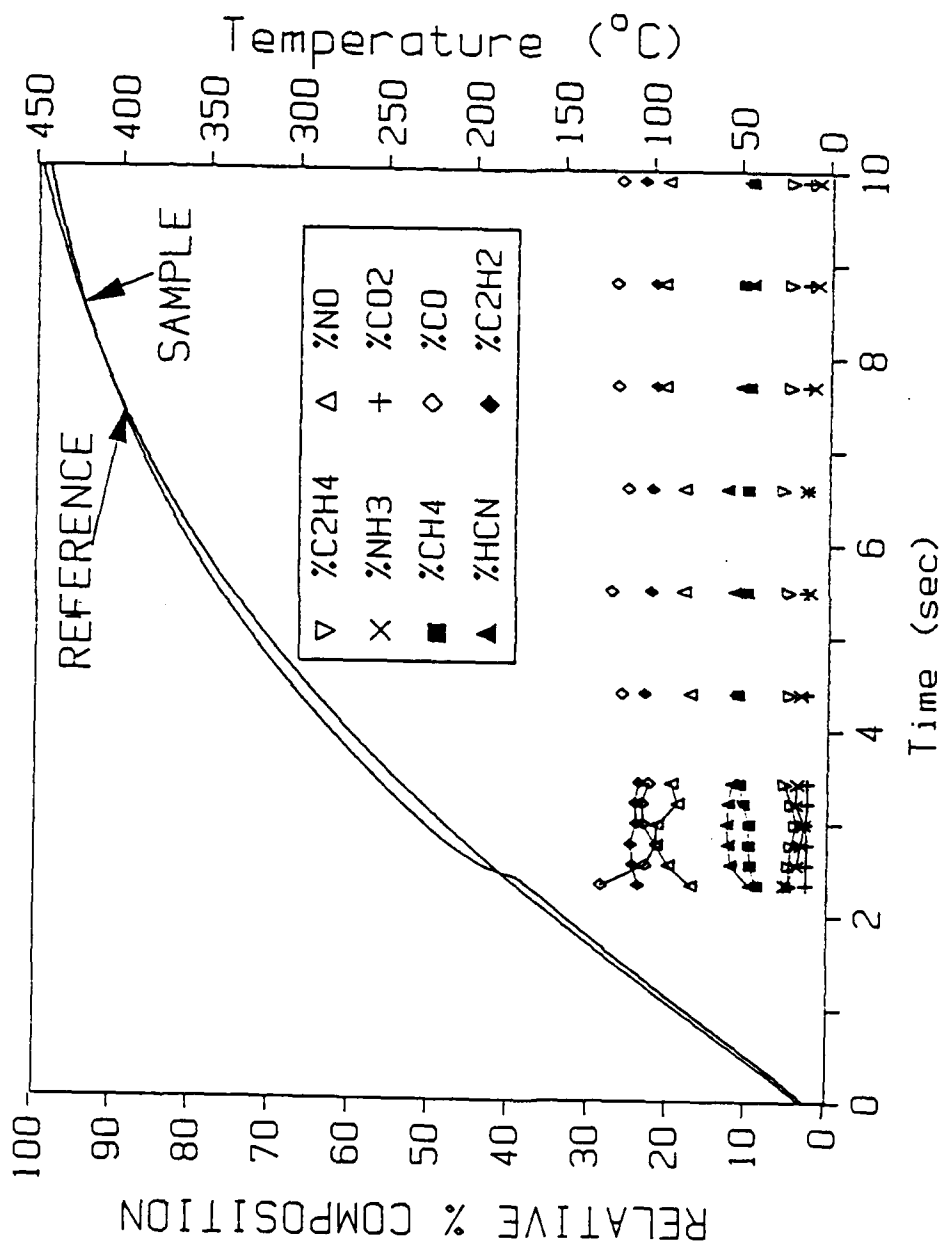 RELATIVE % COMPOSITION
100
90
80
70
60
50
40
30
20
10
0
Temperature (°C)
450
400
350
300
250
200
150
100
50
0
REFERENCE
SAMPLE
%C2H4 %NO
%NH3 %CO2
%CH4 %CO
%HCN %C2H2
0 2 4 6 8 10
Time (sec)